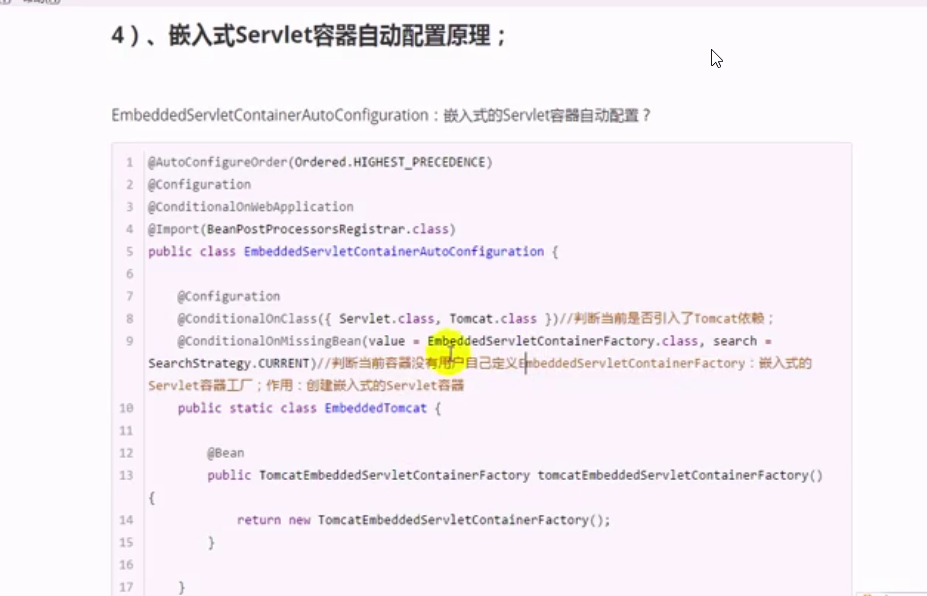 4）、嵌入式Servlet容器自动配置原理；
EmbeddedServletContainerAutoConfiguration：嵌入式的Servlet容器自动配置？
1 @AutoConfigureOrder(Ordered.HIGHEST_PRECEDENCE)
2 @Configuration
3 @ConditionalOnWebApplication
4 @Import(BeanPostProcessorsRegistrar.class)
5 public class EmbeddedServletContainerAutoConfiguration {
6
7 @Configuration
8 @ConditionalOnClass({ Servlet.class, Tomcat.class })//判断当前是否引入了Tomcat依赖；
9 @ConditionalOnMissingBean(value = EmbeddedServletContainerFactory.class, search =
SearchStrategy.CURRENT)//判断当前容器没有用户自己定义EmbeddedServletContainerFactory：嵌入式的
Servlet容器工厂；作用：创建嵌入式的Servlet容器
10 public static class EmbeddedTomcat {
11
12 @Bean
13 public TomcatEmbeddedServletContainerFactory tomcatEmbeddedServletContainerFactory()
{
14 return new TomcatEmbeddedServletContainerFactory();
15 }
16
17 }